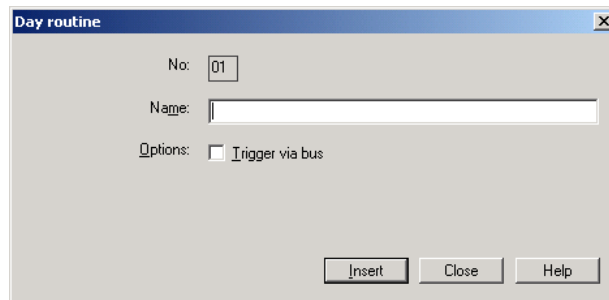 Day routine
No: 01
Name:
Options: Trigger via bus
Insert Close Help